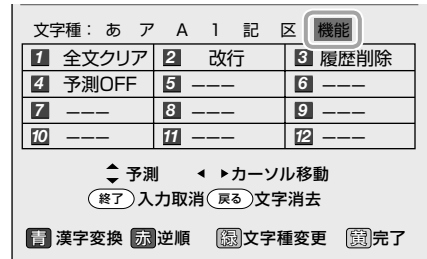 文字種： あ ア A 1 記 区 機能
1 全文クリア 2 改行 3 履歴削除
4 予測OFF 5 --- 6 ---
7 --- 8 --- 9 ---
10 --- 11 --- 12 ---
予測 カーソル移動
終了 入力取消 戻る 文字消去
青 漢字変換 赤 逆順 緑 文字種変更 黄 完了